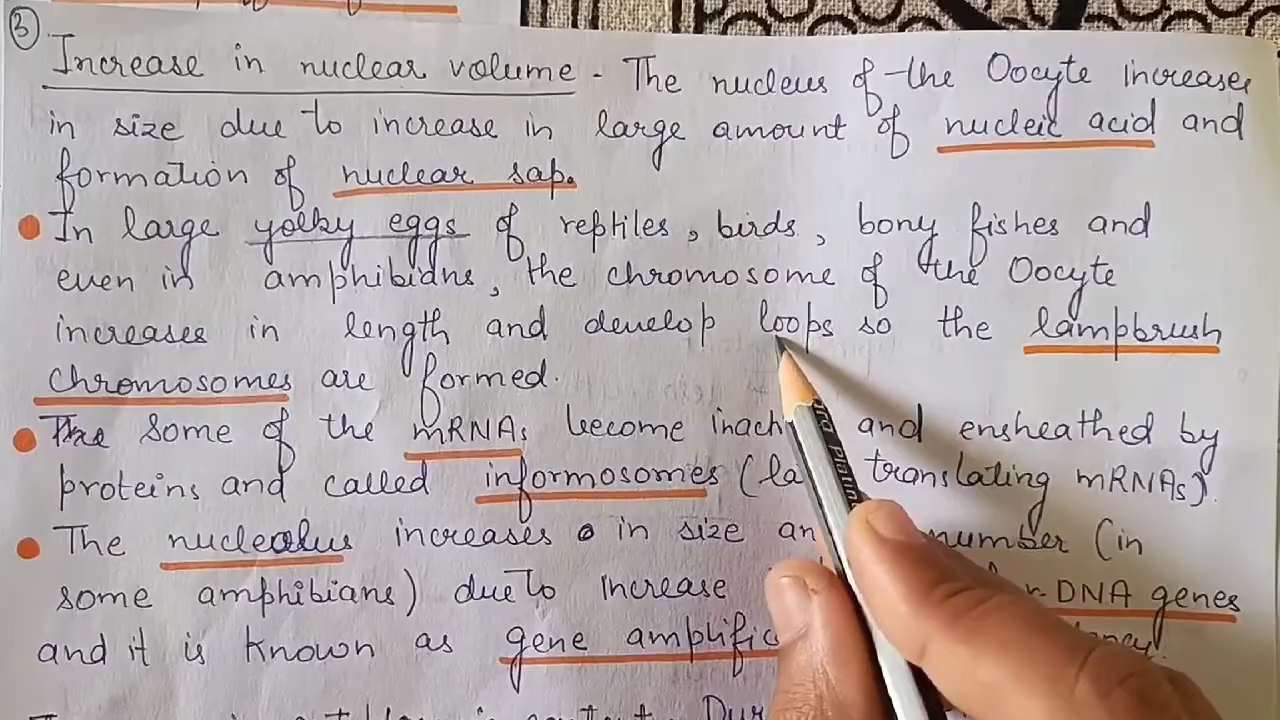 3
Increase in nuclear volume - The nucleus of the Oocyte increases
in size due to increase in large amount of nucleic acid and
formation of nuclear sap.
In large yolky eggs of reptiles, birds, bony fishes and
even in amphibians, the chromosome of the Oocyte
increases in length and develop loops so the lampbrush
chromosomes are formed.
Some of the mRNAs become and ensheathed by
proteins and called informosomes ( translating mRNAs).
The nucleolus increases in size number (in
some amphibians) due to increase DNA genes
and it is known as gene